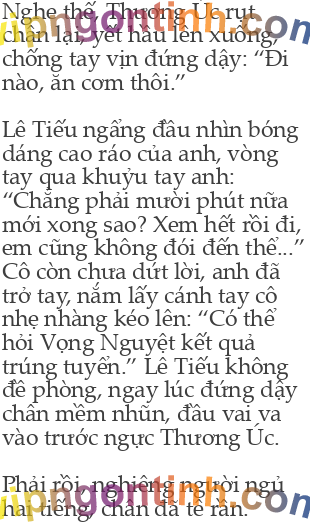 Nghe thế, Thương Úc rụt
chân lại, yết hầu lên xuống,
chống tay vịn đứng dậy: “Đi
nào, ăn cơm thôi.”
Lê Tiếu ngẩng đầu nhìn bóng
dáng cao ráo của anh, vòng
tay qua khuỷu tay anh:
“Chẳng phải mười phút nữa
mới xong sao? Xem hết rồi đi,
em cũng không đói đến thế...”
Cô còn chưa dứt lời, anh đã
trở tay, nắm lấy cánh tay cô
nhẹ nhàng kéo lên: “Có thể
hỏi Vọng Nguyệt kết quả
trúng tuyển.” Lê Tiếu không
đề phòng, ngay lúc đứng dậy
chân mềm nhũn, đầu vai va
vào trước ngực Thương Úc.
Phải rồi, nghiêng người ngủ
hai tiếng, chân đã tê rần.
vipngontinh.com
vipngontinh.com